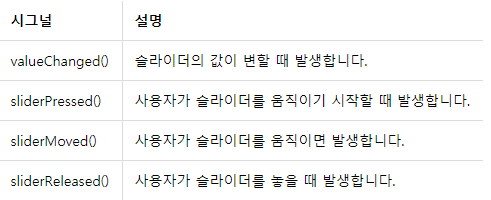 시그널 설명
valueChanged() 슬라이더의 값이 변할 때 발생합니다.
sliderPressed() 사용자가 슬라이더를 움직이기 시작할 때 발생합니다.
sliderMoved() 사용자가 슬라이더를 움직이면 발생합니다.
sliderReleased() 사용자가 슬라이더를 놓을 때 발생합니다.